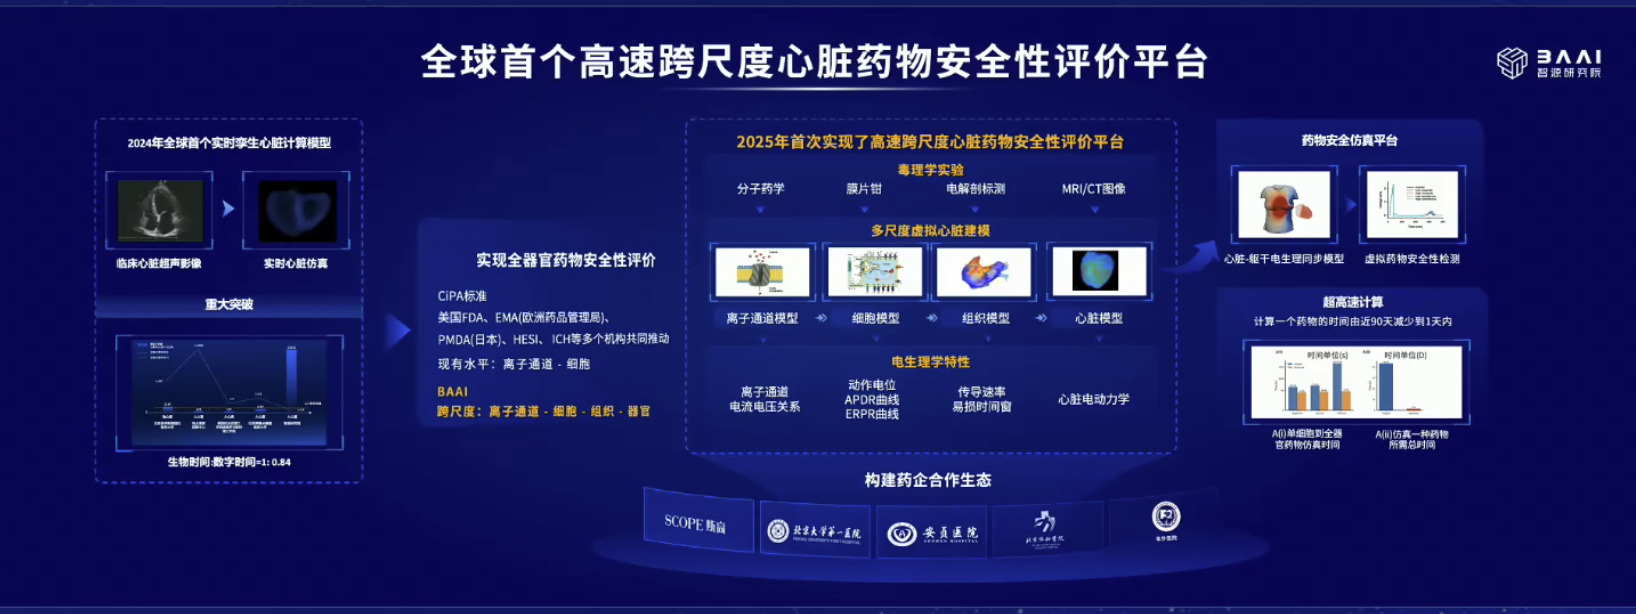 全球首个高速跨尺度心脏药物安全性评价平台
BAAI
智源研究院
2024年全球首个实时孪生心脏计算模型
临床心脏超声影像
实时心脏仿真
重大突破
生物时间:数字时间=1: 0.84
实现全器官药物安全性评价
CiPA标准
美国FDA、EMA(欧洲药品管理局)、
PMDA(日本)、HESI、ICH等多个机构共同推动
现有水平：离子通道 - 细胞
BAAI
跨尺度：离子通道 - 细胞 - 组织 - 器官
2025年首次实现了高速跨尺度心脏药物安全性评价平台
毒理学实验
分子药学
膜片钳
电解剖标测
MRI/CT图像
多尺度虚拟心脏建模
离子通道模型
细胞模型
组织模型
心脏模型
电生理学特性
离子通道
电流电压关系
动作电位
APDR曲线
ERPR曲线
传导速率
易损时间窗
心脏电动力学
药物安全仿真平台
心脏-躯干电生理同步模型
虚拟药物安全性检测
超高速计算
计算一个药物的时间由近90天减少到1天内
时间单位(s)
时间单位(D)
A(i)单细胞到全器
官药物仿真时间
A(ii)仿真一种药物
所需总时间
构建药企合作生态
SCOPE
北京大学第一医院
安贞医院